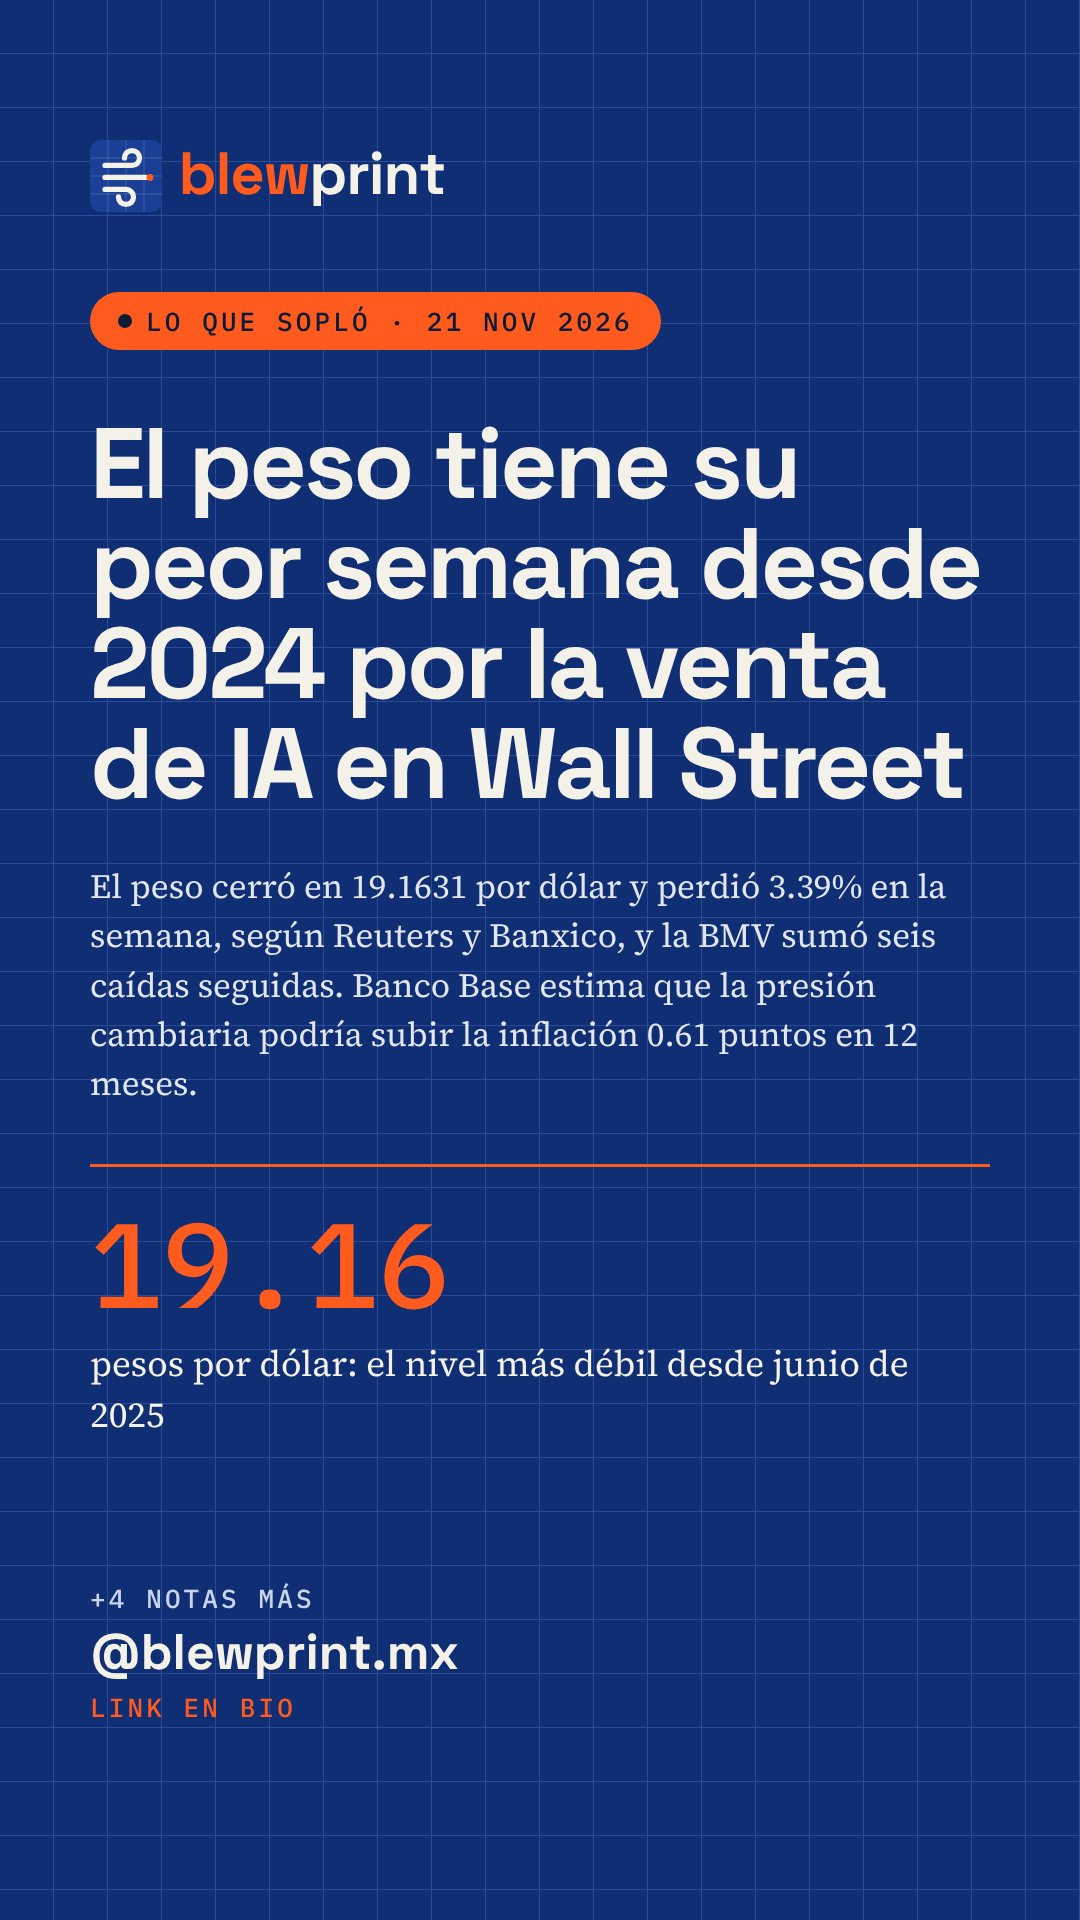 blewprint
LO QUE SOPLÓ · 21 NOV 2026
El peso tiene su
peor semana desde
2024 por la venta
de IA en Wall Street
El peso cerró en 19.1631 por dólar y perdió 3.39% en la
semana, según Reuters y Banxico, y la BMV sumó seis
caídas seguidas. Banco Base estima que la presión
cambiaria podría subir la inflación 0.61 puntos en 12
meses.
19.16
pesos por dólar: el nivel más débil desde junio de
2025
+4 NOTAS MÁS
@blewprint.mx
LINK EN BIO